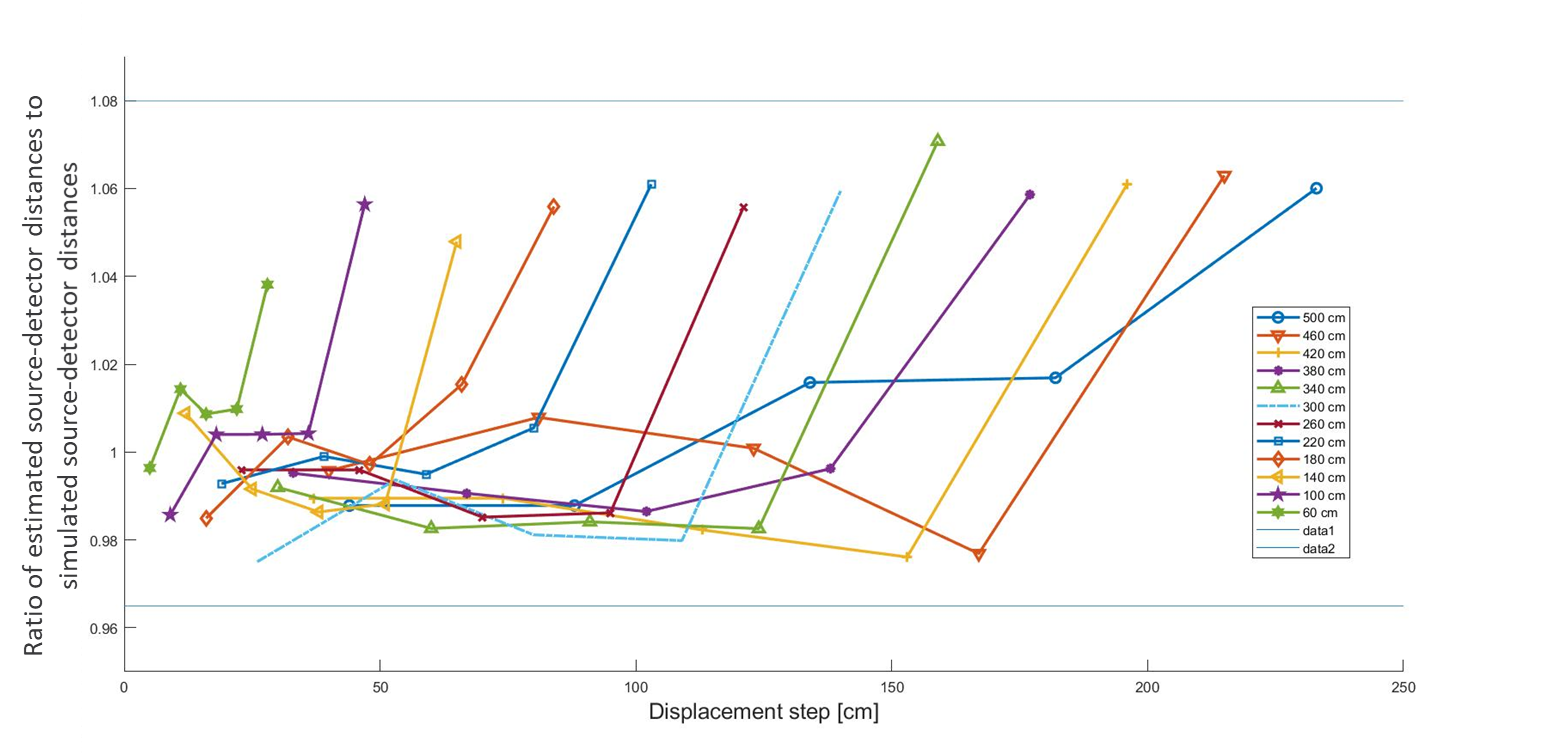 Ratio of estimated source-detector distances to
simulated source-detector distances
1.08
1.06
1.04
1.02
1
0.98
0.96
0
50
100
150
200
250
Displacement step [cm]
500 cm
460 cm
420 cm
380 cm
340 cm
300 cm
260 cm
220 cm
180 cm
140 cm
100 cm
60 cm
data1
data2